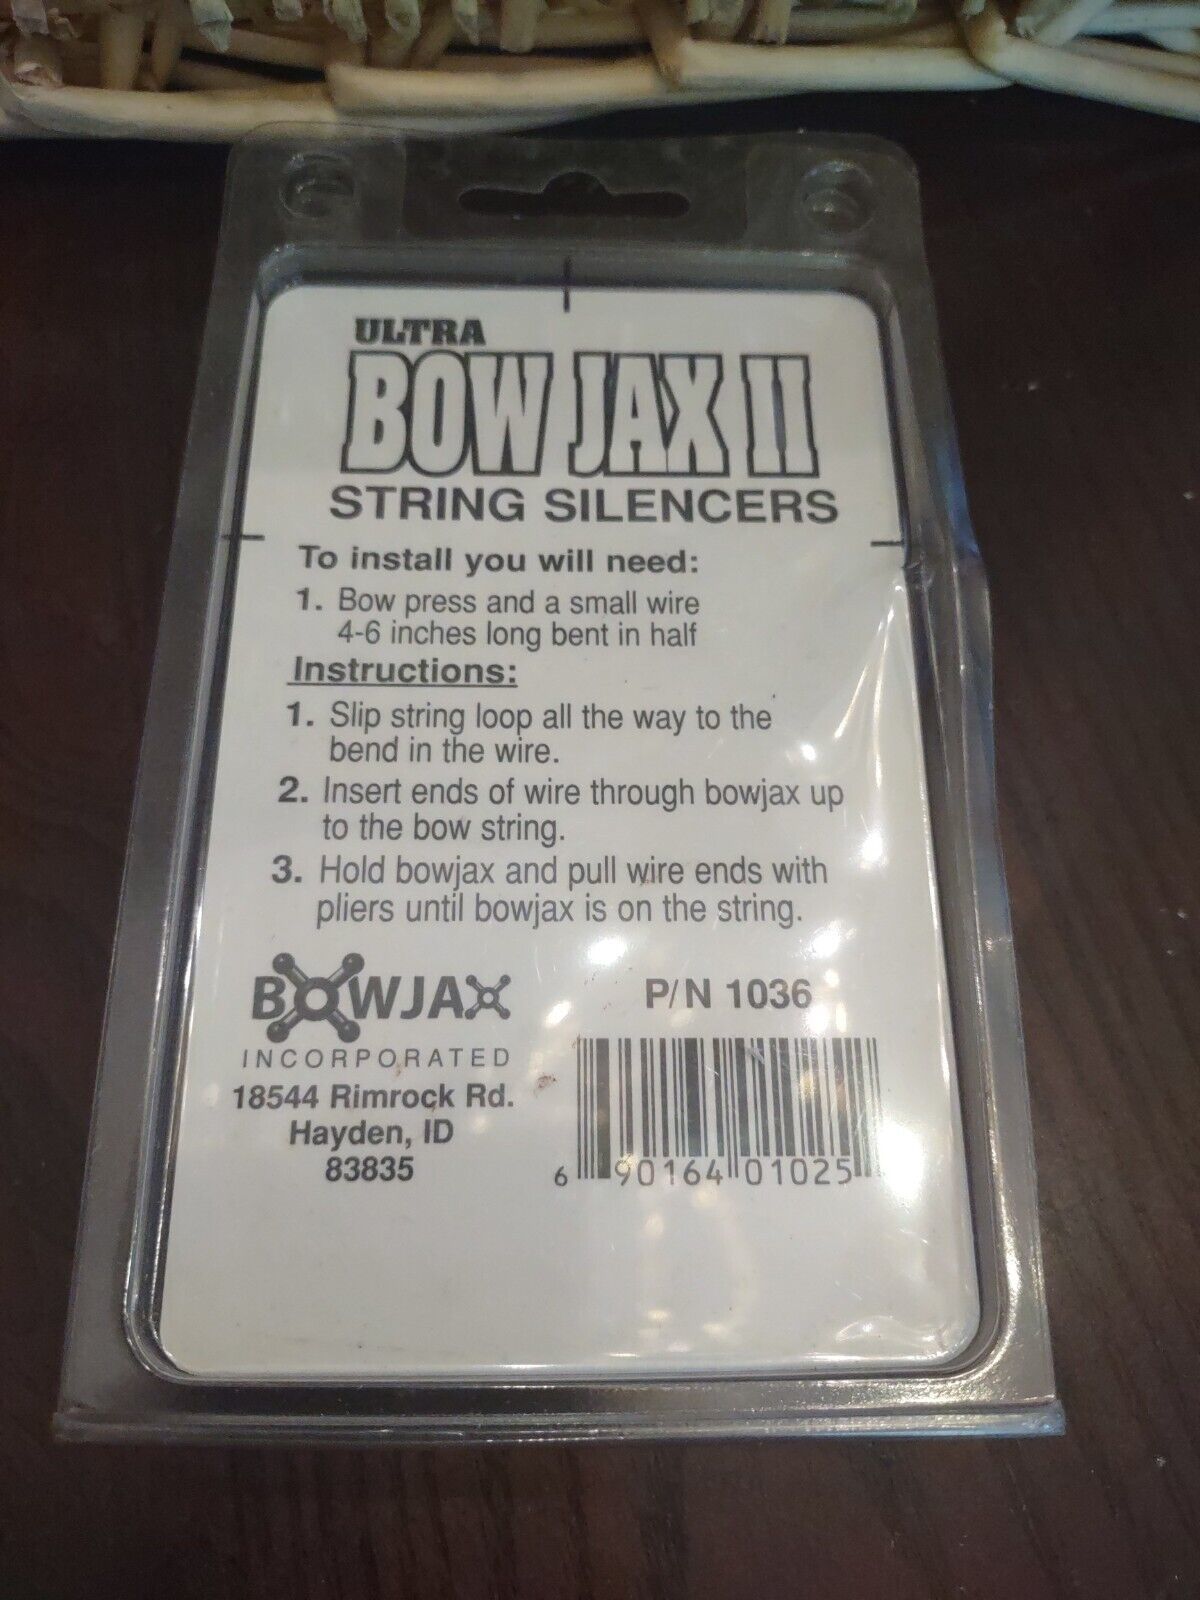 ULTRA
BOW JAX II
STRING SILENCERS
To install you will need:
1. Bow press and a small wire
4-6 inches long bent in half
Instructions:
1. Slip string loop all the way to the
bend in the wire.
2. Insert ends of wire through bowjax up
to the bow string.
3. Hold bowjax and pull wire ends with
pliers until bowjax is on the string.
BOWJAX
INCORPORATED
18544 Rimrock Rd.
Hayden, ID
83835
P/N 1036
6 90164 01025